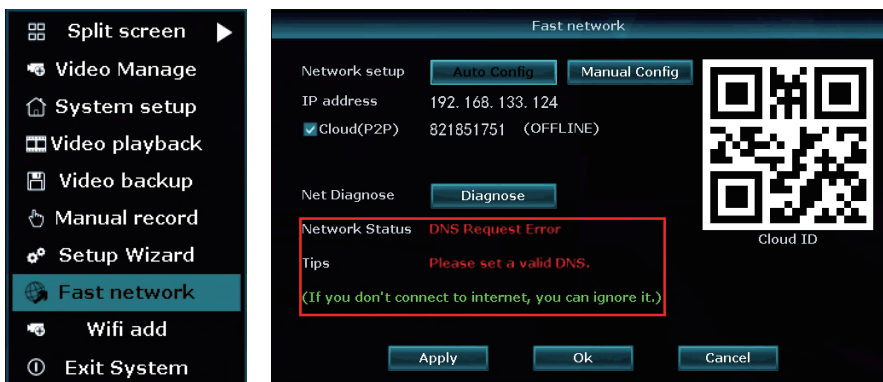 Split screen
Video Manage
System setup
Video playback
Video backup
Manual record
Setup Wizard
Fast network
Wifi add
Exit System
Fast network
Network setup Auto Config Manual Config
IP address 192. 168. 133. 124
Cloud(P2P) 821851751 (OFFLINE)
Net Diagnose Diagnose
Network Status DNS Request Error
Tips Please set a valid DNS.
(If you don't connect to internet, you can ignore it.)
Cloud ID
Apply Ok Cancel